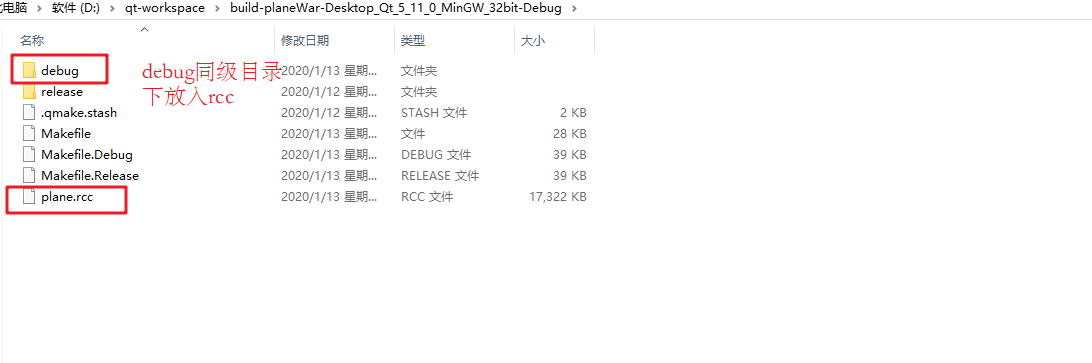 此电脑 > 软件 (D:) > qt-workspace > build-planeWar-Desktop_Qt_5_11_0_MinGW_32bit-Debug >
名称 修改日期 类型 大小
debug 2020/1/13 星期... 文件夹
release 2020/1/12 星期... 文件夹
.qmake.stash 2020/1/12 星期... STASH 文件 2 KB
Makefile 2020/1/13 星期... 文件 28 KB
Makefile.Debug 2020/1/13 星期... DEBUG 文件 39 KB
Makefile.Release 2020/1/13 星期... RELEASE 文件 39 KB
plane.rcc 2020/1/13 星期... RCC 文件 17,322 KB
debug同级目录
下放入rcc